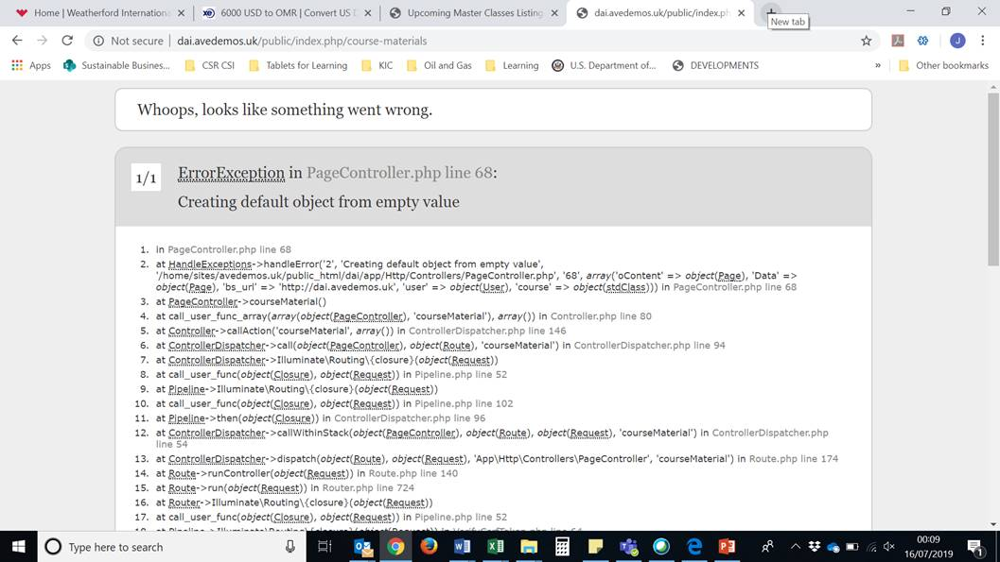 Home | Weatherford Internationa
6000 USD to OMR | Convert US D
Upcoming Master Classes Listing
dai.avedemos.uk/public/index.ph
New tab
Not secure | dai.avedemos.uk/public/index.php/course-materials
J
Apps
Sustainable Busines...
CSR CSI
Tablets for Learning
KIC
Oil and Gas
Learning
U.S. Department of...
DEVELOPMENTS
»
Other bookmarks
Whoops, looks like something went wrong.
1/1
ErrorException in PageController.php line 68:
Creating default object from empty value
1. in PageController.php line 68
2. at HandleExceptions->handleError('2', 'Creating default object from empty value',
'/home/sites/avedemos.uk/public_html/dai/app/Http/Controllers/PageController.php', '68', array('oContent' => object(Page), 'Data' =>
object(Page), 'bs_url' => 'http://dai.avedemos.uk', 'user' => object(User), 'course' => object(stdClass))) in PageController.php line 68
3. at PageController->courseMaterial()
4. at call_user_func_array(array(object(PageController), 'courseMaterial'), array()) in Controller.php line 80
5. at Controller->callAction('courseMaterial', array()) in ControllerDispatcher.php line 146
6. at ControllerDispatcher->call(object(PageController), object(Route), 'courseMaterial') in ControllerDispatcher.php line 94
7. at ControllerDispatcher->Illuminate\Routing\{closure}(object(Request))
8. at call_user_func(object(Closure), object(Request)) in Pipeline.php line 52
9. at Pipeline->Illuminate\Routing\{closure}(object(Request))
10. at call_user_func(object(Closure), object(Request)) in Pipeline.php line 102
11. at Pipeline->then(object(Closure)) in ControllerDispatcher.php line 96
12. at ControllerDispatcher->callWithinStack(object(PageController), object(Route), object(Request), 'courseMaterial') in ControllerDispatcher.php
line 54
13. at ControllerDispatcher->dispatch(object(Route), object(Request), 'App\Http\Controllers\PageController', 'courseMaterial') in Route.php line 174
14. at Route->runController(object(Request)) in Route.php line 140
15. at Route->run(object(Request)) in Router.php line 724
16. at Router->Illuminate\Routing\{closure}(object(Request))
17. at call_user_func(object(Closure), object(Request)) in Pipeline.php line 52
Type here to search
00:09
16/07/2019
1